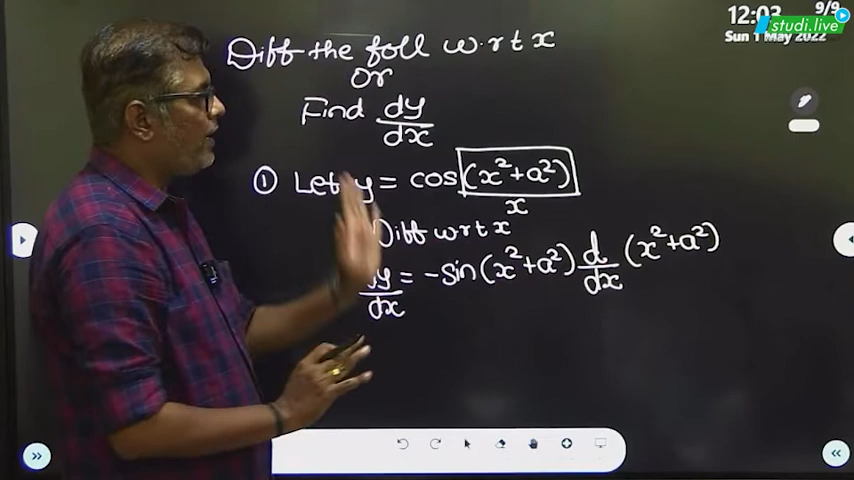 12:03
9/9
studi.live
Sun 1 May 2022
Diff the foll w.r t x
Or
Find dy/dx
① Let y = cos (x²+a²)
x
Diff w r t x
dy/dx = -sin (x²+a²) d/dx (x²+a²)